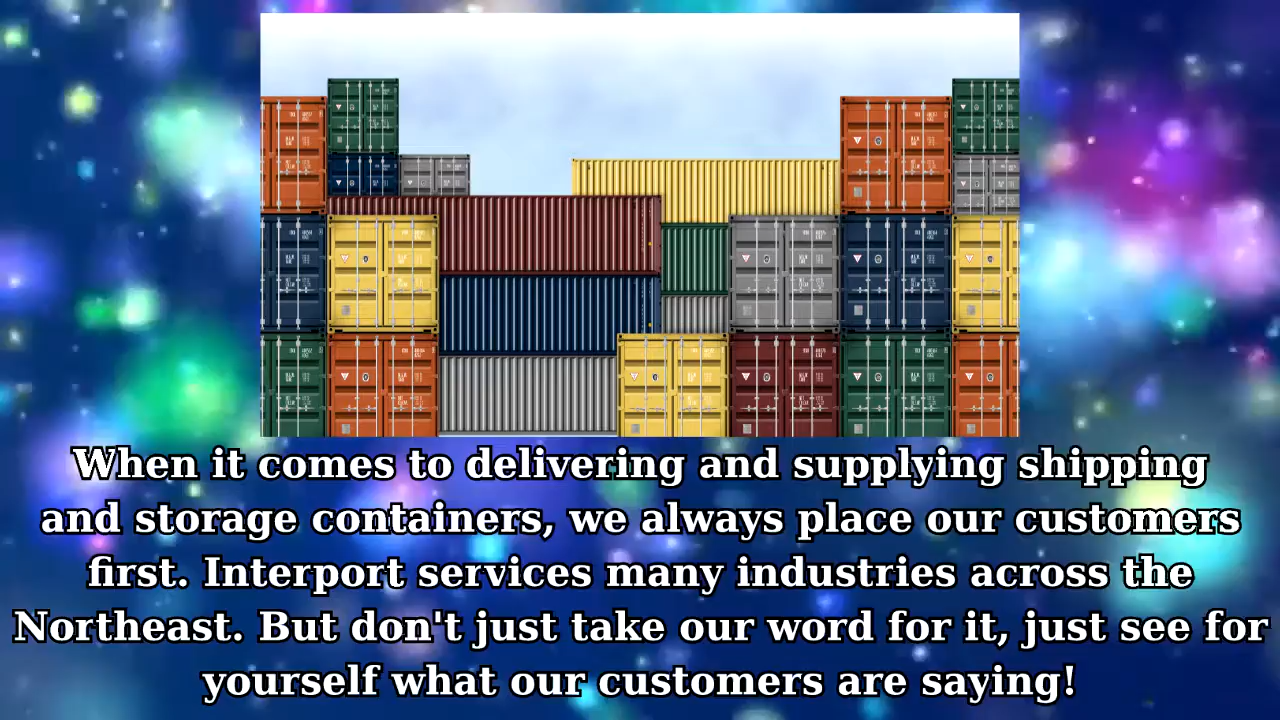 When it comes to delivering and supplying shipping
and storage containers, we always place our customers
first. Interport services many industries across the
Northeast. But don't just take our word for it, just see for
yourself what our customers are saying!